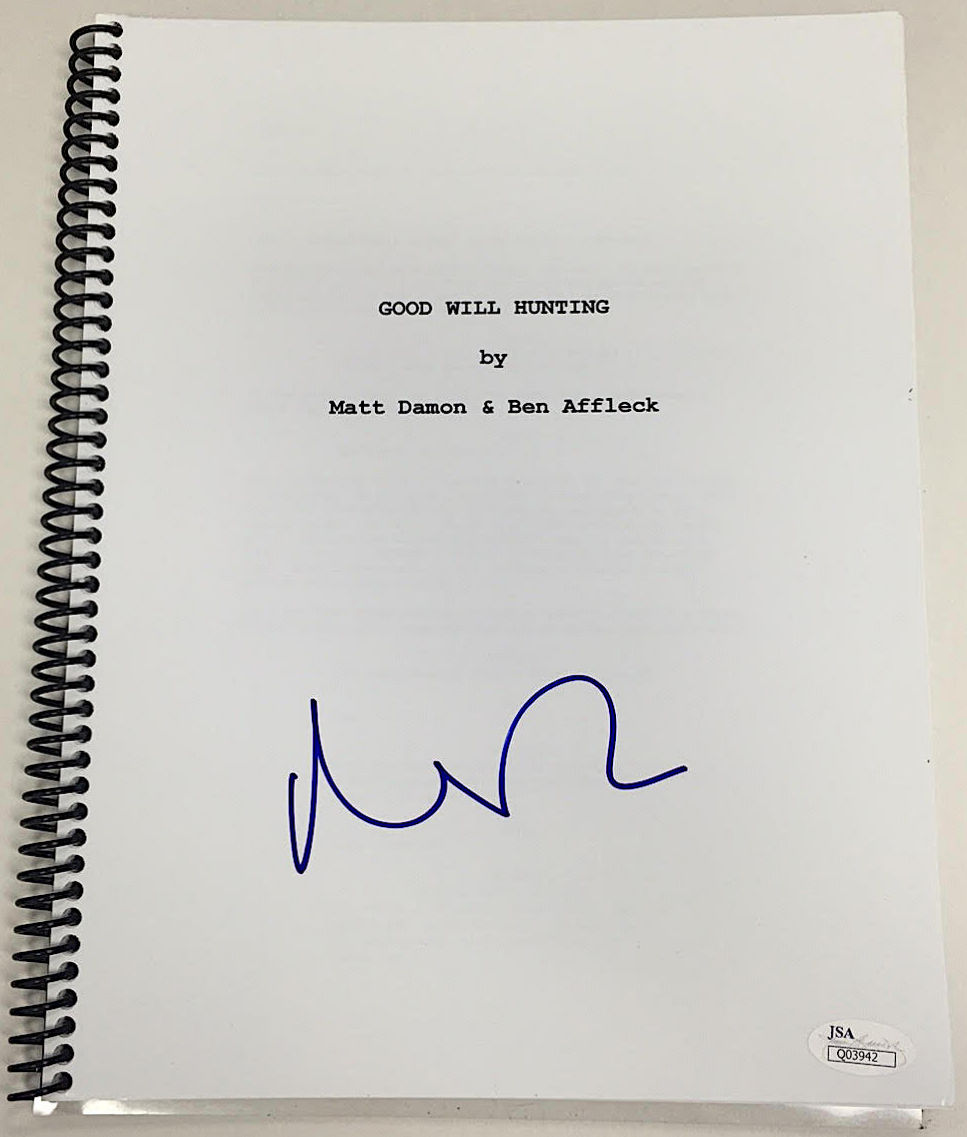 GOOD WILL HUNTING
by
Matt Damon & Ben Affleck
JSA
Q03942